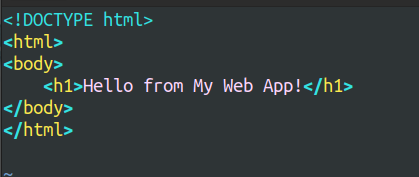 <!DOCTYPE html>
<html>
<body>
    <h1>Hello from My Web App!</h1>
</body>
</html>
~